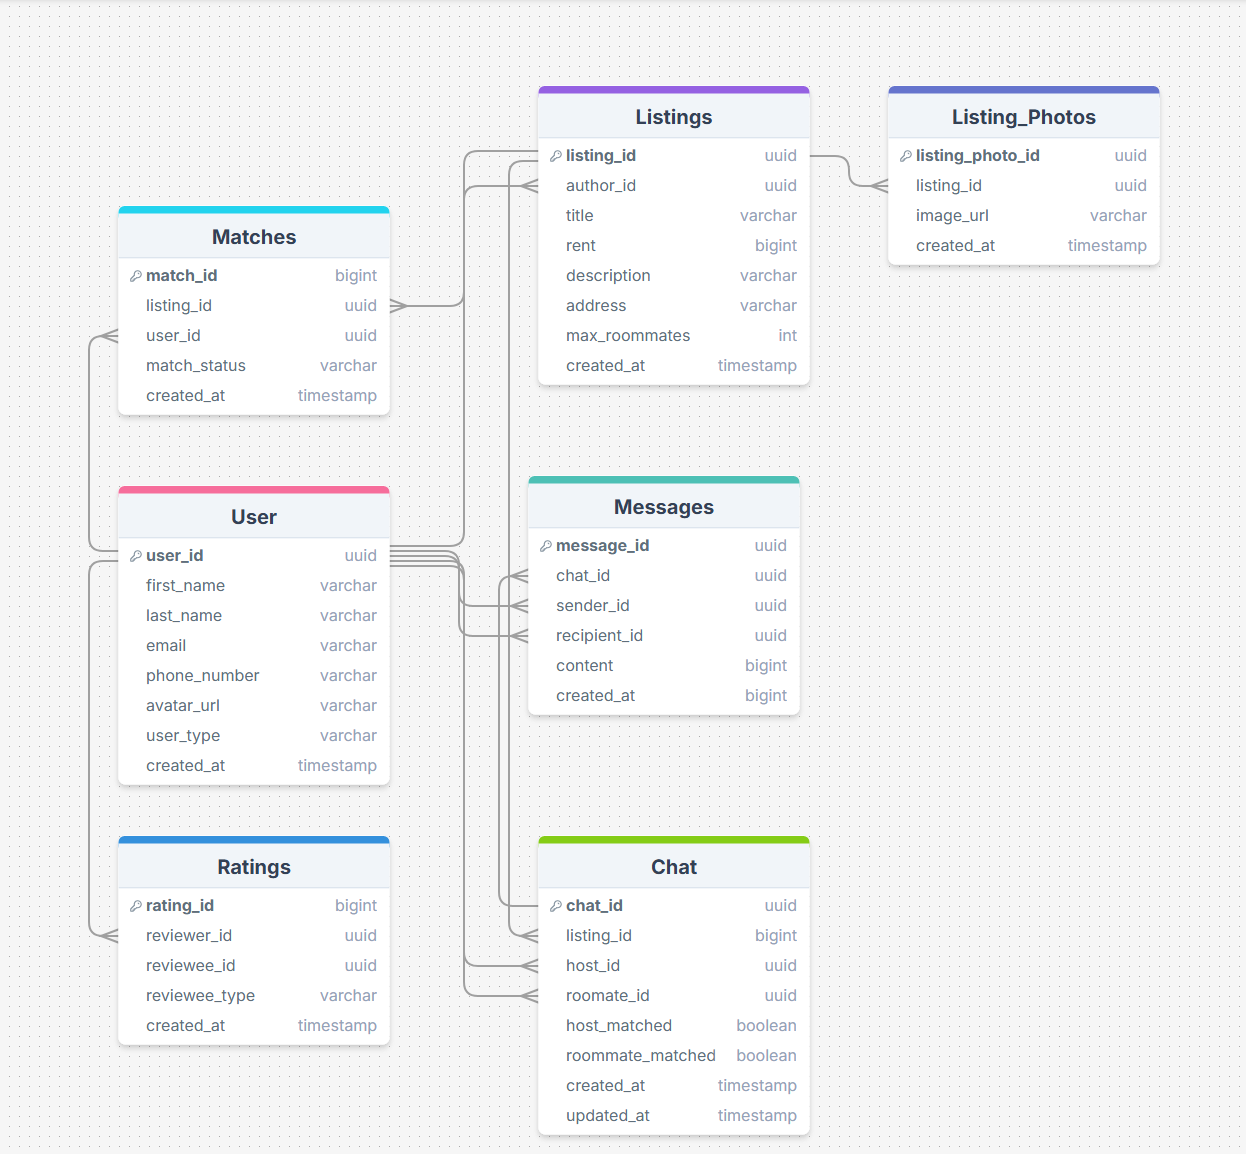 Listings
listing_id uuid
author_id uuid
title varchar
rent bigint
description varchar
address varchar
max_roommates int
created_at timestamp
Listing_Photos
listing_photo_id uuid
listing_id uuid
image_url varchar
created_at timestamp
Matches
match_id bigint
listing_id uuid
user_id uuid
match_status varchar
created_at timestamp
User
user_id uuid
first_name varchar
last_name varchar
email varchar
phone_number varchar
avatar_url varchar
user_type varchar
created_at timestamp
Messages
message_id uuid
chat_id uuid
sender_id uuid
recipient_id uuid
content bigint
created_at bigint
Ratings
rating_id bigint
reviewer_id uuid
reviewee_id uuid
reviewee_type varchar
created_at timestamp
Chat
chat_id uuid
listing_id bigint
host_id uuid
roomate_id uuid
host_matched boolean
roommate_matched boolean
created_at timestamp
updated_at timestamp